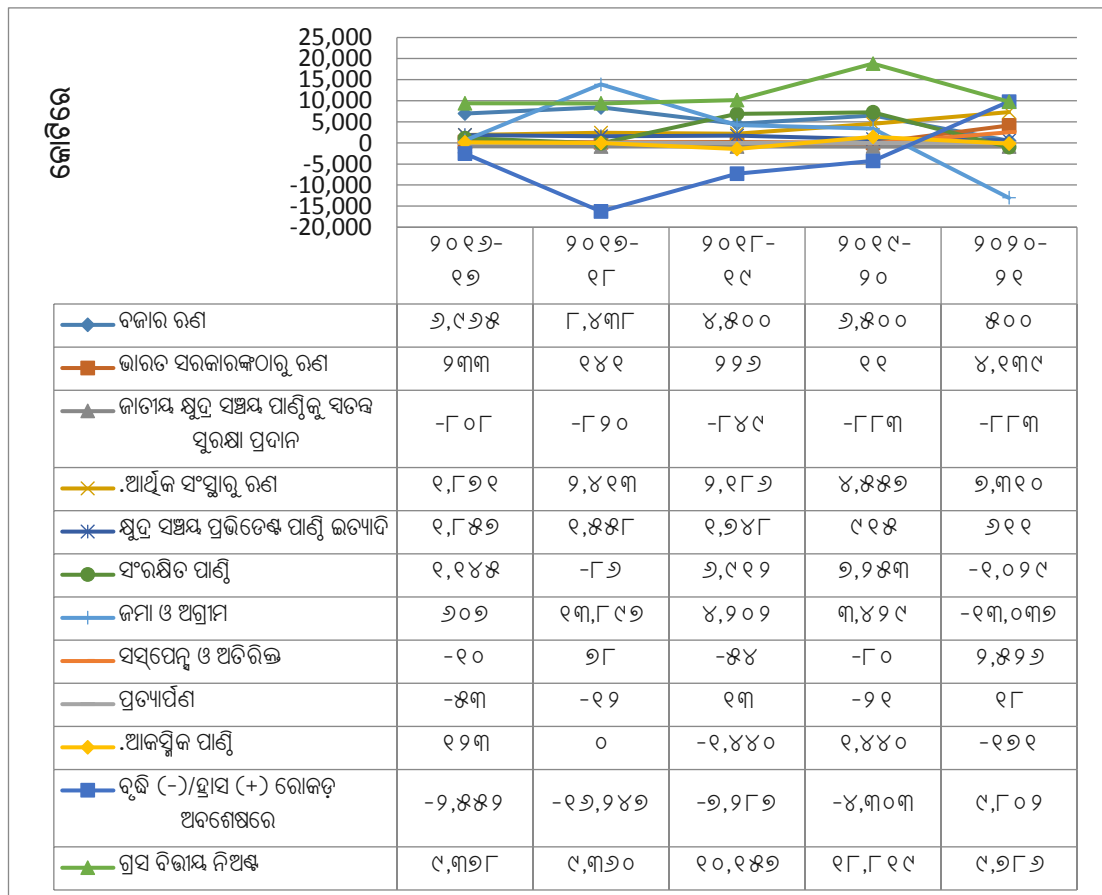 କୋଟିରେ
25,000
20,000
15,000
10,000
5,000
0
-5,000
-10,000
-15,000
-20,000
୨୦୧୬- ୨୦୧୭- ୨୦୧୮- ୨୦୧୯- ୨୦୨୦-
୧୭ ୧୮ ୧୯ ୨୦ ୨୧
ବଜାର ଋଣ ୬,୯୬୫ ୮,୪୩୮ ୪,୫୦୦ ୬,୫୦୦ ୫୦୦
ଭାରତ ସରକାରଙ୍କଠାରୁ ଋଣ ୨୩୩ ୧୪୧ ୨୨୬ ୧୧ ୪,୧୩୯
ଜାତୀୟ କ୍ଷୁଦ୍ର ସଞ୍ଚୟ ପାଣ୍ଠିକୁ ସ୍ୱତନ୍ତ୍ର
ସୁରକ୍ଷା ପ୍ରଦାନ -୮୦୮ -୮୨୦ -୮୪୯ -୮୮୩ -୮୮୩
.ଆର୍ଥିକ ସଂସ୍ଥାରୁ ଋଣ ୧,୮୭୧ ୨,୪୧୩ ୨,୧୮୬ ୪,୫୫୭ ୭,୩୧୦
କ୍ଷୁଦ୍ର ସଞ୍ଚୟ ପ୍ରଭିଡେଣ୍ଟ ପାଣ୍ଠି ଇତ୍ୟାଦି ୧,୮୫୭ ୧,୫୫୮ ୧,୭୪୮ ୯୧୫ ୬୧୧
ସଂରକ୍ଷିତ ପାଣ୍ଠି ୧,୧୪୫ -୮୬ ୬,୯୧୨ ୭,୨୫୩ -୧,୦୨୯
ଜମା ଓ ଅଗ୍ରୀମ ୬୦୭ ୧୩,୮୯୭ ୪,୨୦୨ ୩,୪୨୯ -୧୩,୦୩୭
ସସ୍‌ପେନ୍ସ ଓ ଅତିରିକ୍ତ -୧୦ ୭୮ -୫୪ -୮୦ ୨,୫୨୬
ପ୍ରତ୍ୟାର୍ପଣ -୫୩ -୧୨ ୧୩ -୨୧ ୧୮
.ଆକସ୍ମିକ ପାଣ୍ଠି ୧୨୩ ୦ -୧,୪୪୦ ୧,୪୪୦ -୧୭୧
ବୃଦ୍ଧି (-)/ହ୍ରାସ (+) ରୋକଡ଼
ଅବଶେଷରେ -୨,୫୫୨ -୧୬,୨୪୭ -୭,୨୮୭ -୪,୩୦୩ ୯,୮୦୨
ଗ୍ରସ ବିତ୍ତୀୟ ନିଅଣ୍ଟ ୯,୩୭୮ ୯,୩୬୦ ୧୦,୧୫୭ ୧୮,୮୧୯ ୯,୭୮୬